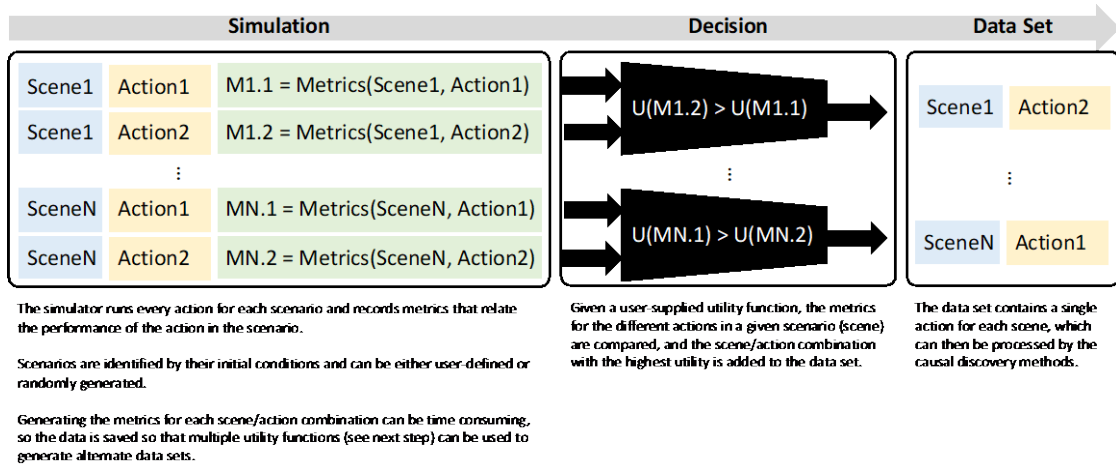 Simulation
Decision
Data Set
Scene1 Action1 M1.1 = Metrics(Scene1, Action1)
Scene1 Action2 M1.2 = Metrics(Scene1, Action2)
...
SceneN Action1 MN.1 = Metrics(SceneN, Action1)
SceneN Action2 MN.2 = Metrics(SceneN, Action2)
U(M1.2) > U(M1.1)
...
U(MN.1) > U(MN.2)
Scene1 Action2
...
SceneN Action1
The simulator runs every action for each scenario and records metrics that relate
the performance of the action in the scenario.
Scenarios are identified by their initial conditions and can be either user-defined or
randomly generated.
Generating the metrics for each scene/action combination can be time consuming,
so the data is saved so that multiple utility functions (see next step) can be used to
generate alternate data sets.
Given a user-supplied utility function, the metrics
for the different actions in a given scenario (scene)
are compared, and the scene/action combination
with the highest utility is added to the data set.
The data set contains a single
action for each scene, which
can then be processed by the
causal discovery methods.